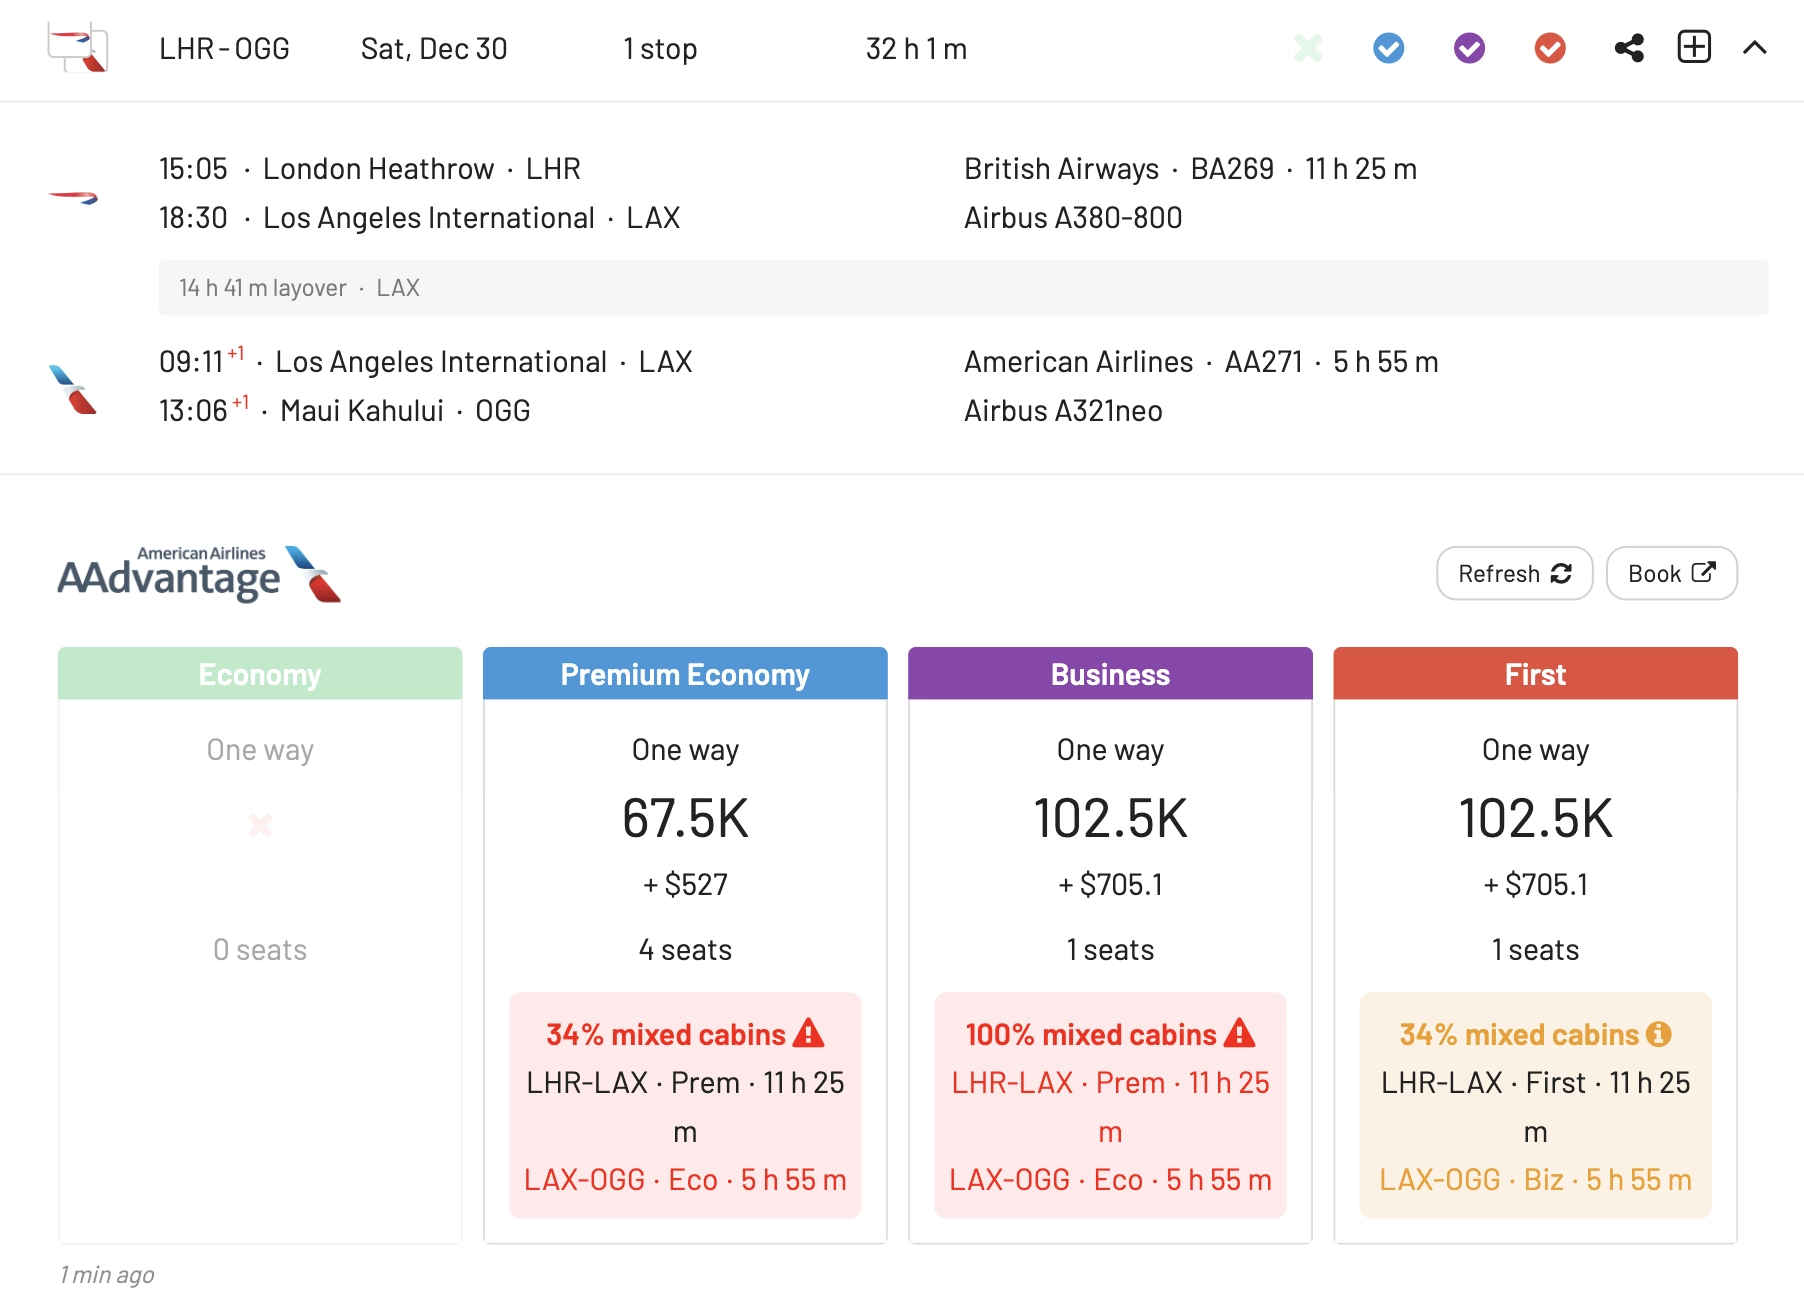 LHR - OGG Sat, Dec 30 1 stop 32 h 1 m
15:05 · London Heathrow · LHR British Airways · BA269 · 11 h 25 m
18:30 · Los Angeles International · LAX Airbus A380-800
14 h 41 m layover · LAX
09:11 +1 · Los Angeles International · LAX American Airlines · AA271 · 5 h 55 m
13:06 +1 · Maui Kahului · OGG Airbus A321neo
American Airlines
AAdvantage
Refresh Book
Economy Premium Economy Business First
One way One way One way One way
67.5K 102.5K 102.5K
+ $527 + $705.1 + $705.1
0 seats 4 seats 1 seats 1 seats
34% mixed cabins 100% mixed cabins 34% mixed cabins
LHR-LAX · Prem · 11 h 25 LHR-LAX · Prem · 11 h 25 LHR-LAX · First · 11 h 25
m m m
LAX-OGG · Eco · 5 h 55 m LAX-OGG · Eco · 5 h 55 m LAX-OGG · Biz · 5 h 55 m
1 min ago